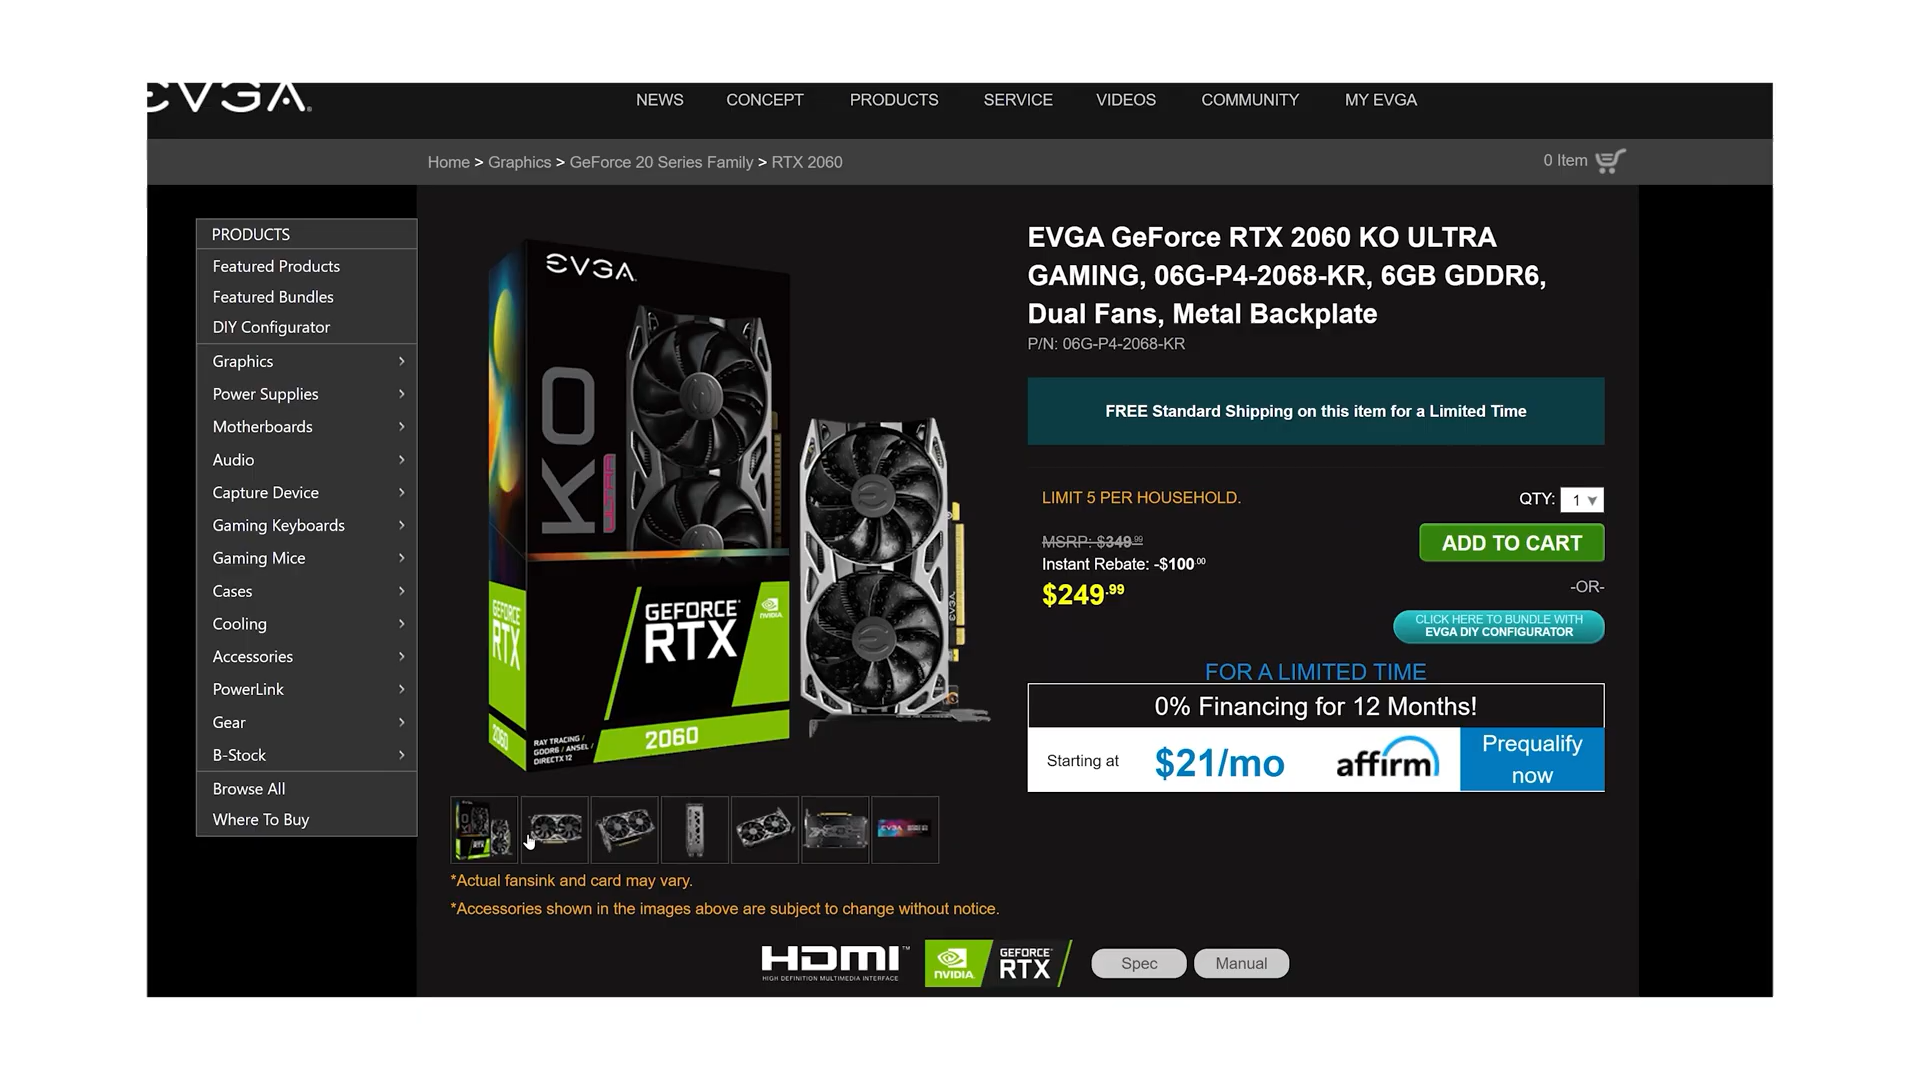 EVGA
NEWS CONCEPT PRODUCTS SERVICE VIDEOS COMMUNITY MY EVGA
Home > Graphics > GeForce 20 Series Family > RTX 2060
0 Item
PRODUCTS
Featured Products
Featured Bundles
DIY Configurator
Graphics
Power Supplies
Motherboards
Audio
Capture Device
Gaming Keyboards
Gaming Mice
Cases
Cooling
Accessories
PowerLink
Gear
B-Stock
Browse All
Where To Buy
EVGA
KO
ULTRA
GEFORCE
RTX
NVIDIA
GEFORCE
RTX
2060
RAY TRACING /
GDDR6 / ANSEL /
DIRECTX 12
2060
EVGA
EVGA GeForce RTX 2060 KO ULTRA
GAMING, 06G-P4-2068-KR, 6GB GDDR6,
Dual Fans, Metal Backplate
P/N: 06G-P4-2068-KR
FREE Standard Shipping on this item for a Limited Time
LIMIT 5 PER HOUSEHOLD.
QTY: 1
MSRP: $349.99
Instant Rebate: -$100.00
$249.99
ADD TO CART
-OR-
CLICK HERE TO BUNDLE WITH
EVGA DIY CONFIGURATOR
FOR A LIMITED TIME
0% Financing for 12 Months!
Starting at $21/mo affirm
Prequalify
now
*Actual fansink and card may vary.
*Accessories shown in the images above are subject to change without notice.
HDMI™
HIGH DEFINITION MULTIMEDIA INTERFACE
NVIDIA
GEFORCE
RTX
Spec
Manual